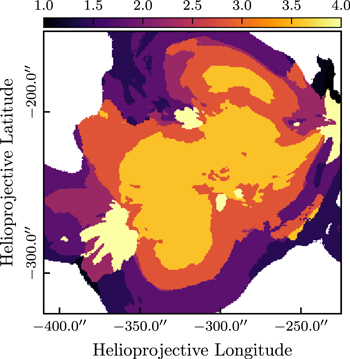 1.0 1.5 2.0 2.5 3.0 3.5 4.0
Helioprojective Latitude
−200.0″
−300.0″
−400.0″ −350.0″ −300.0″ −250.0″
Helioprojective Longitude